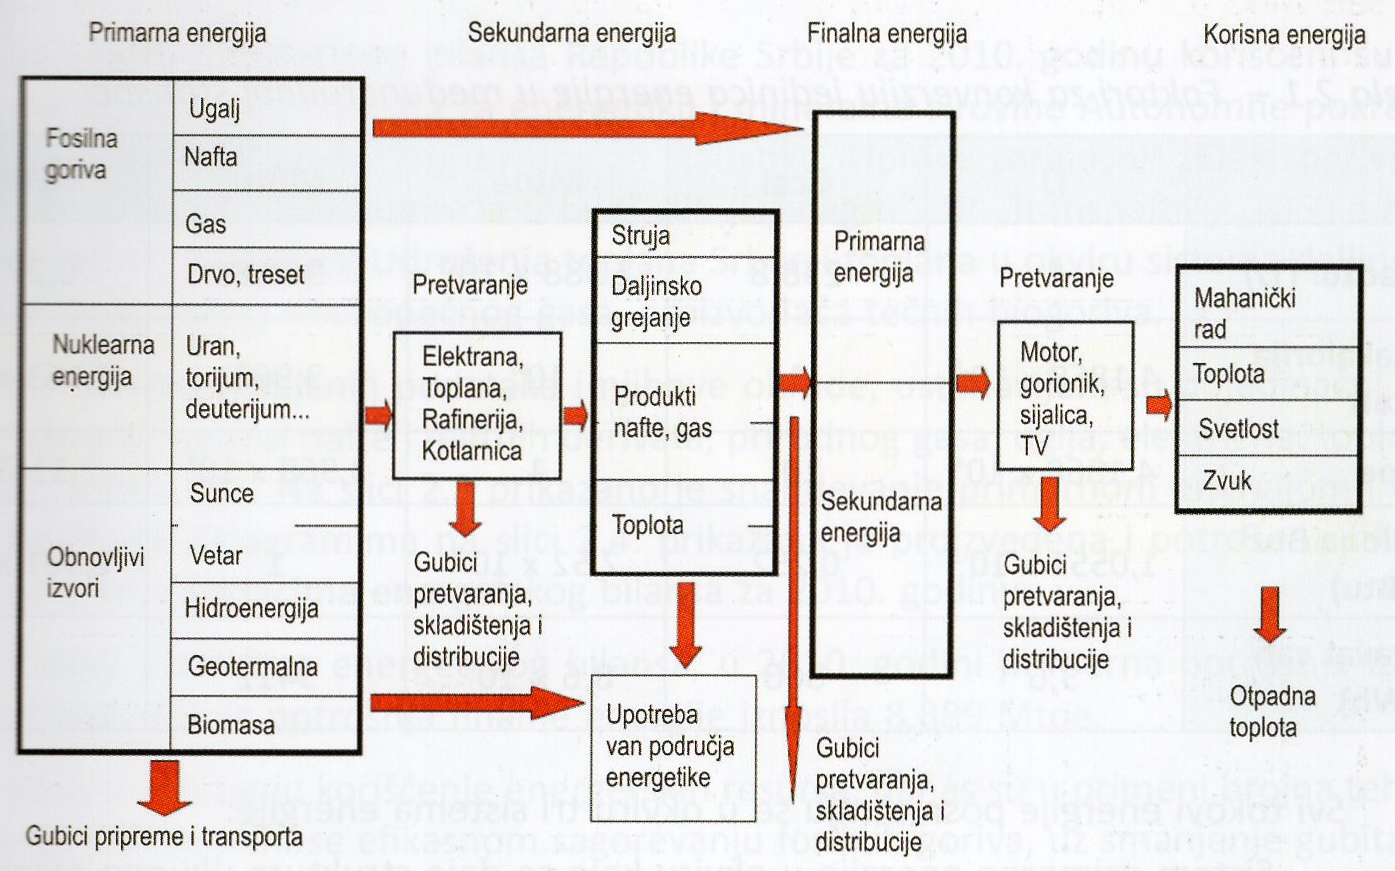 Primarna energija
Sekundarna energija
Finalna energija
Korisna energija
Fosilna
goriva
Ugalj
Nafta
Gas
Drvo, treset
Nuklearna
energija
Uran,
torijum,
deuterijum...
Obnovljivi
izvori
Sunce
Vetar
Hidroenergija
Geotermalna
Biomasa
Gubici pripreme i transporta
Pretvaranje
Elektrana,
Toplana,
Rafinerija,
Kotlarnica
Gubici
pretvaranja,
skladištenja i
distribucije
Struja
Daljinsko
grejanje
Produkti
nafte, gas
Toplota
Upotreba
van područja
energetike
Primarna
energija
Sekundarna
energija
Gubici
pretvaranja,
skladištenja i
distribucije
Pretvaranje
Motor,
gorionik,
sijalica,
TV
Gubici
pretvaranja,
skladištenja i
distribucije
Mahanički
rad
Toplota
Svetlost
Zvuk
Otpadna
toplota